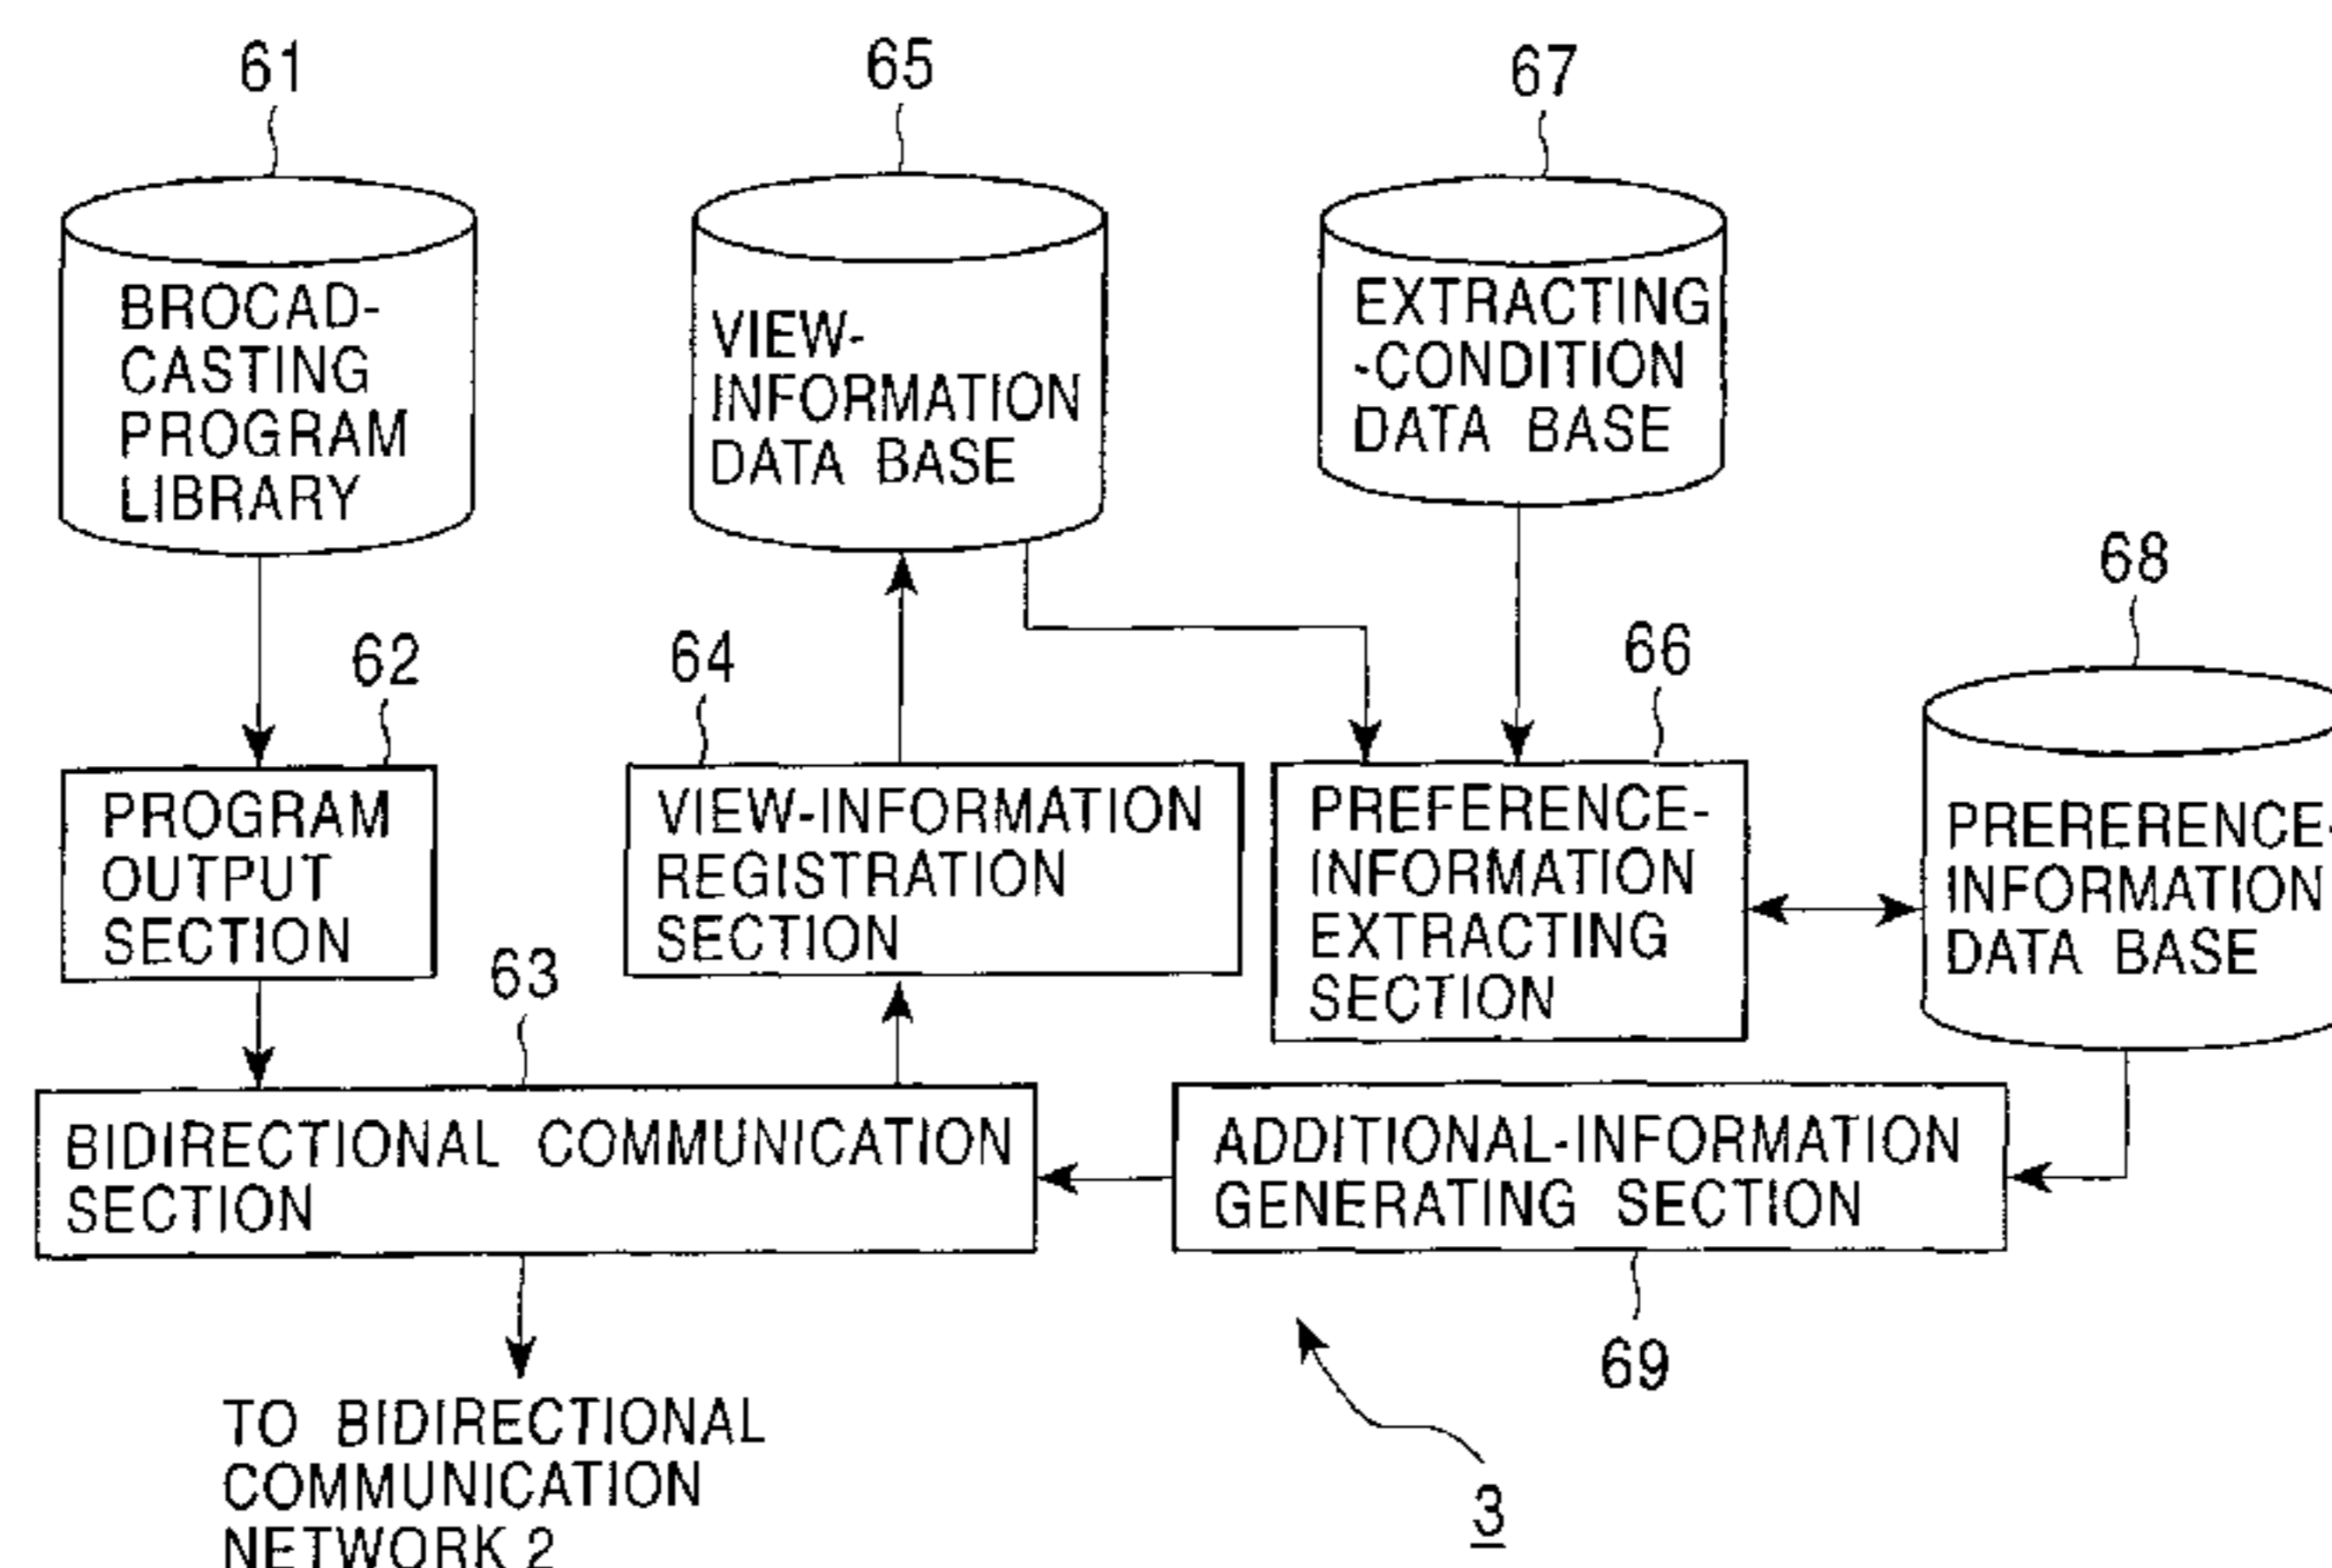 61
65
67
BROCAD-
CASTING
PROGRAM
LIBRARY
VIEW-
INFORMATION
DATA BASE
EXTRACTING
-CONDITION
DATA BASE
62
64
66
68
PROGRAM
OUTPUT
SECTION
VIEW-INFORMATION
REGISTRATION
SECTION
PREFERENCE-
INFORMATION
EXTRACTING
SECTION
PRERERENCE-
INFORMATION
DATA BASE
63
BIDIRECTIONAL COMMUNICATION
SECTION
ADDITIONAL-INFORMATION
GENERATING SECTION
69
TO BIDIRECTIONAL
COMMUNICATION
NETWORK 2
3